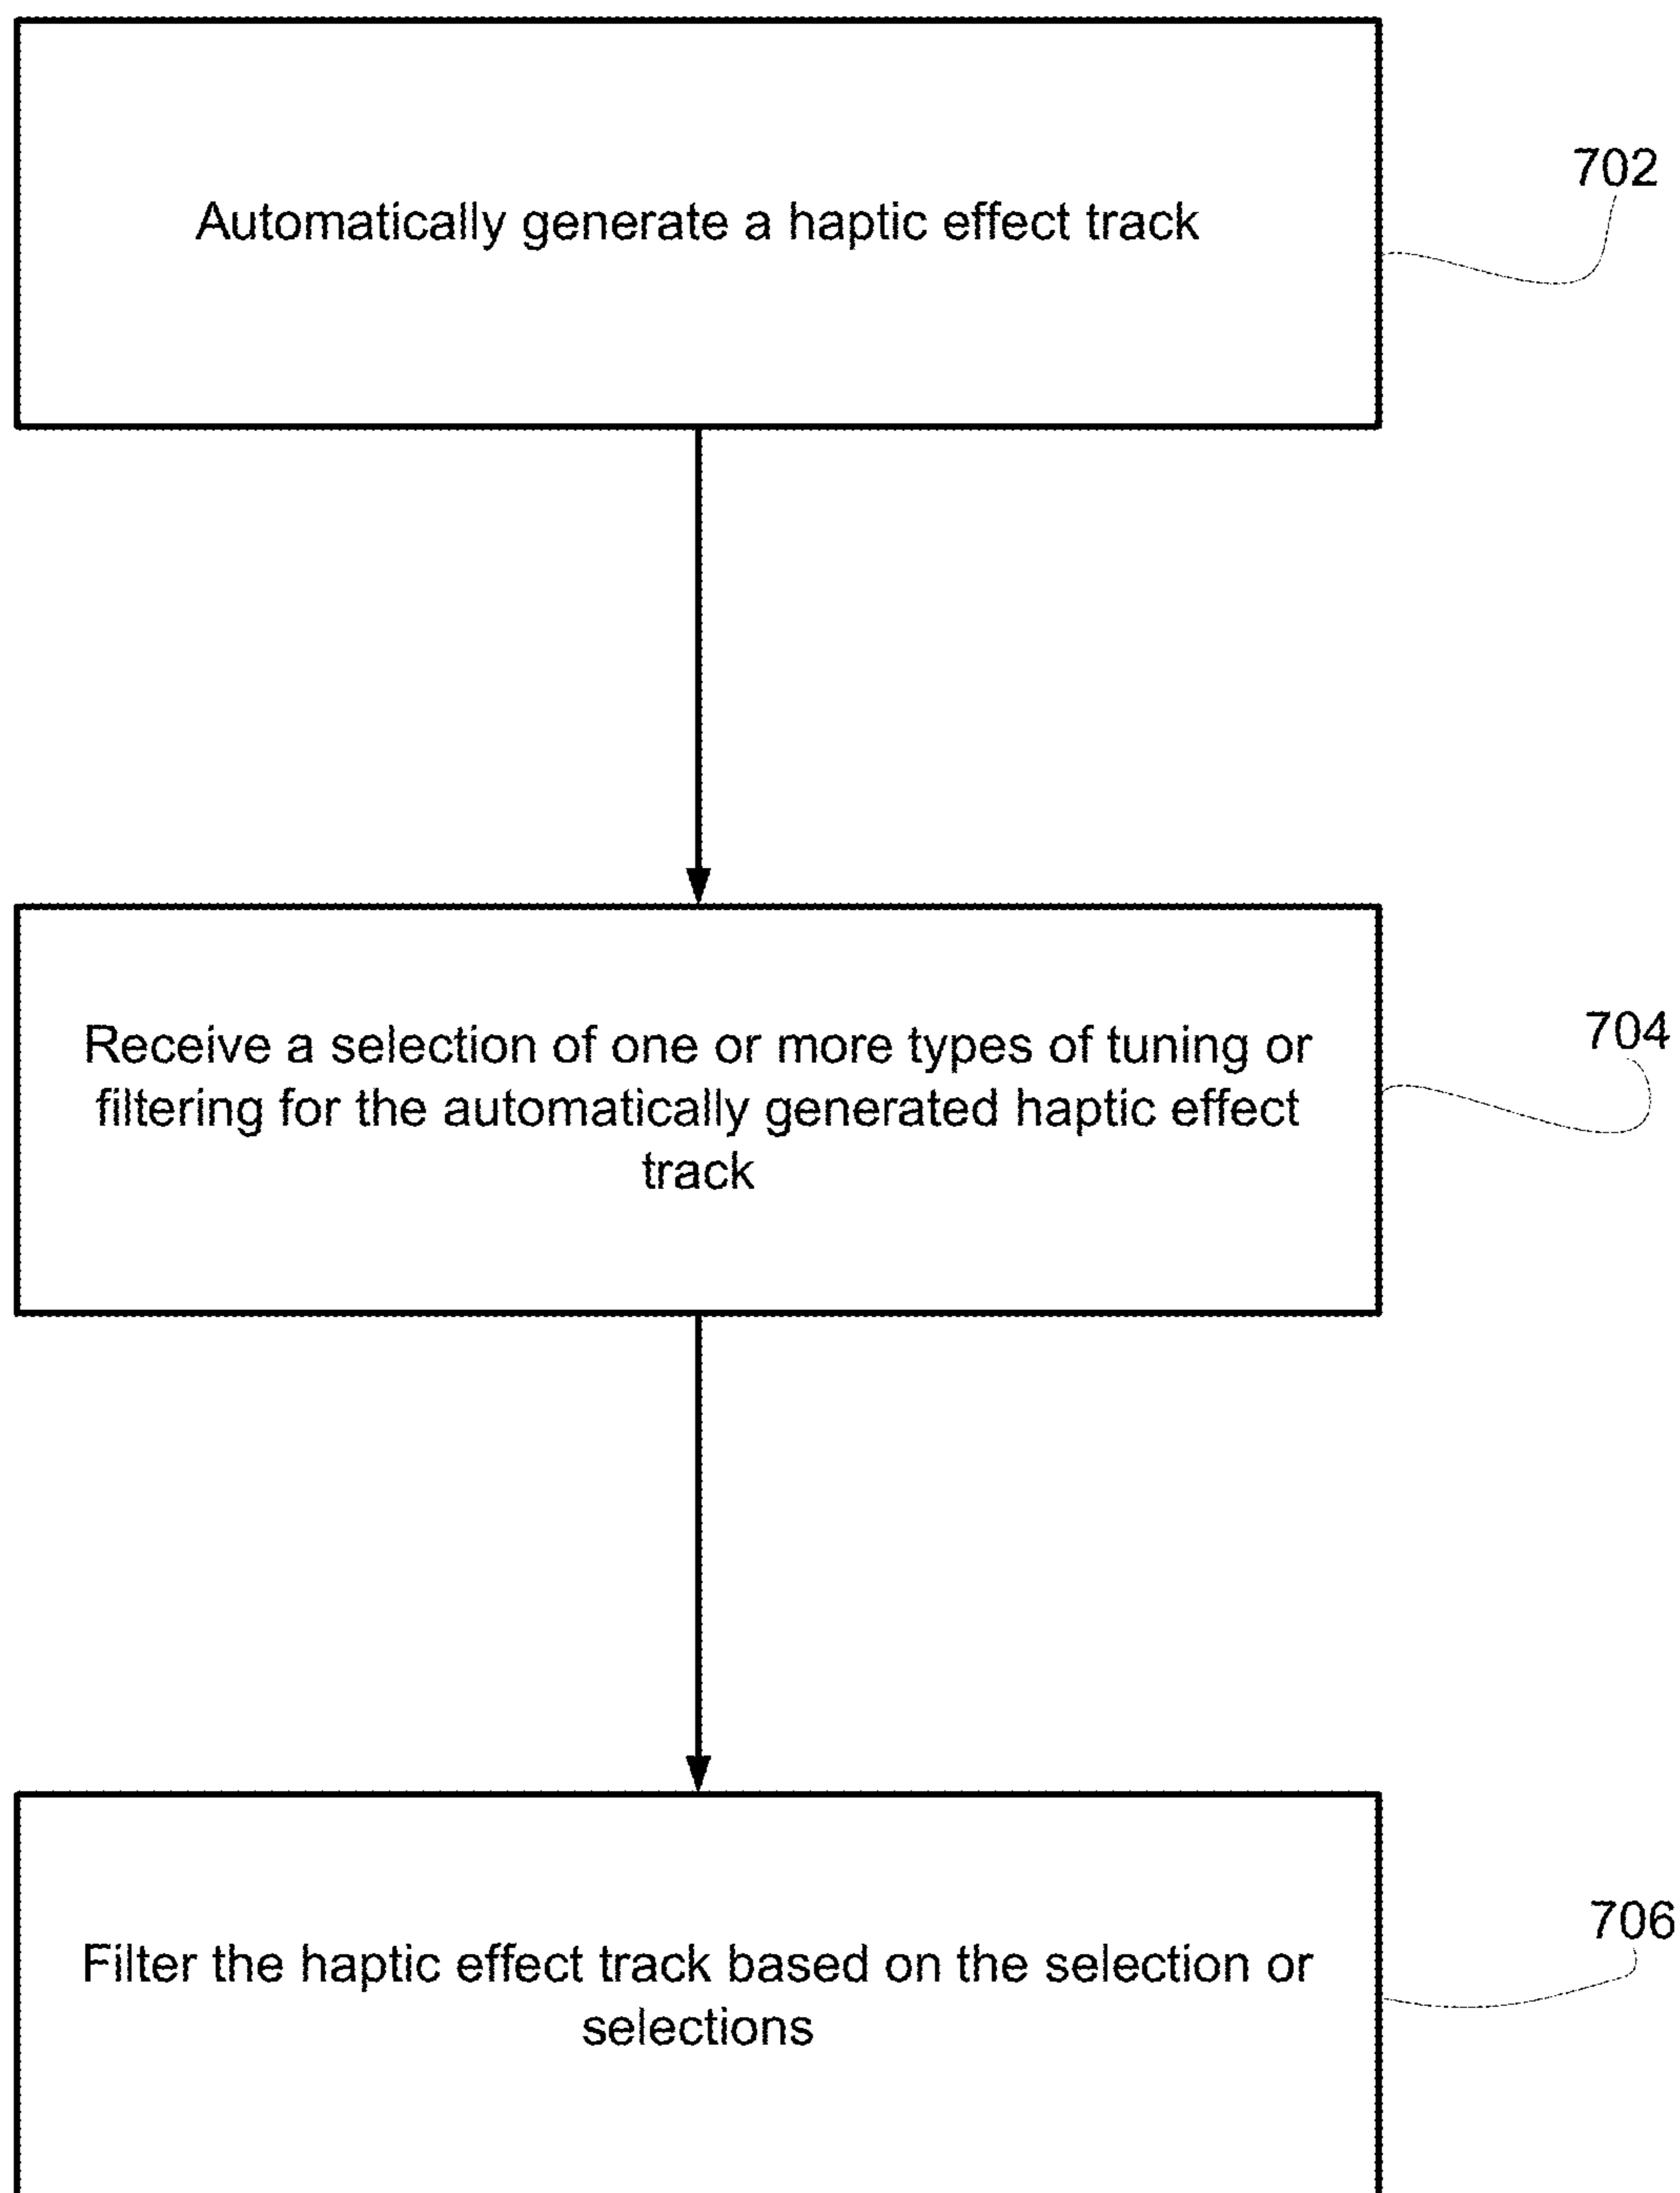 Automatically generate a haptic effect track
702
Receive a selection of one or more types of tuning or
filtering for the automatically generated haptic effect
track
704
Filter the haptic effect track based on the selection or
selections
706